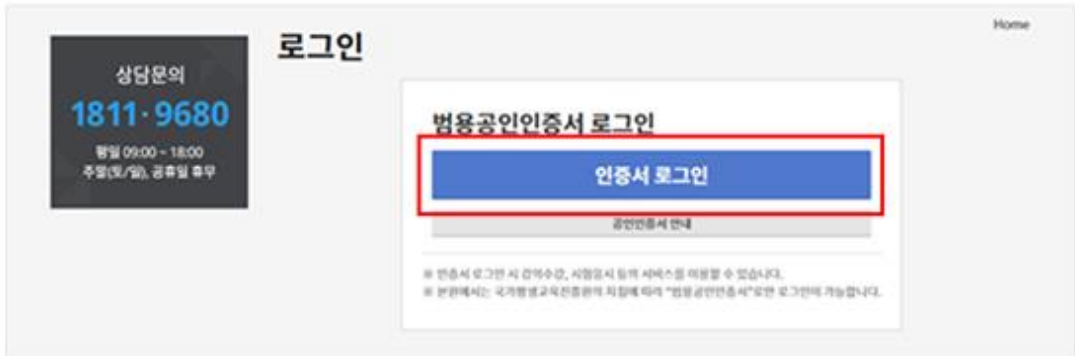 Home
로그인
상담문의
1811·9680
평일 09:00 ~ 18:00
주말(토/일), 공휴일 휴무
범용공인인증서 로그인
인증서 로그인
공인인증서 안내
※ 인증서 로그인 시 강의수강, 시험응시 등의 서비스를 이용할 수 있습니다.
※ 본원에서는 국가평생교육진흥원의 지침에 따라 "범용공인인증서"로만 로그인이 가능합니다.